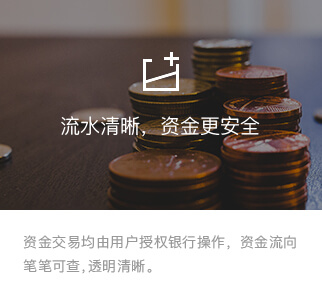 流水清晰，资金更安全
资金交易均由用户授权银行操作，资金流向
笔笔可查,透明清晰。